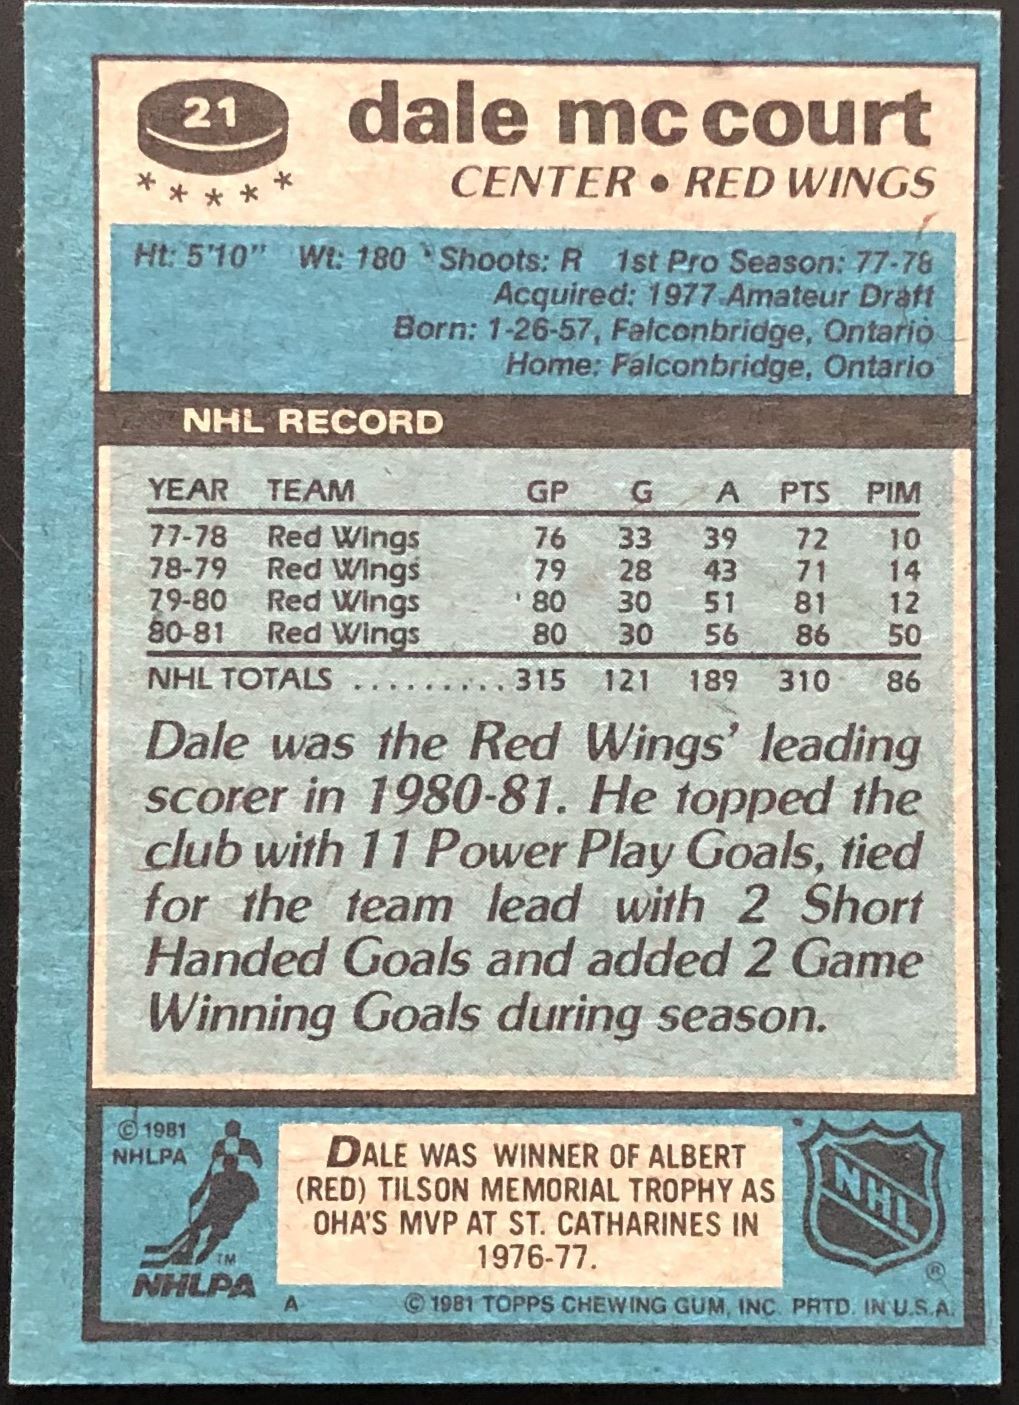 21
dale mc court
* * * * *
CENTER • RED WINGS
Ht: 5'10" Wt: 180 Shoots: R 1st Pro Season: 77-78
Acquired: 1977 Amateur Draft
Born: 1-26-57, Falconbridge, Ontario
Home: Falconbridge, Ontario
NHL RECORD
YEAR TEAM GP G A PTS PIM
77-78 Red Wings 76 33 39 72 10
78-79 Red Wings 79 28 43 71 14
79-80 Red Wings 80 30 51 81 12
80-81 Red Wings 80 30 56 86 50
NHL TOTALS ......... 315 121 189 310 86
Dale was the Red Wings' leading
scorer in 1980-81. He topped the
club with 11 Power Play Goals, tied
for the team lead with 2 Short
Handed Goals and added 2 Game
Winning Goals during season.
© 1981
NHLPA
TM
NHLPA
DALE WAS WINNER OF ALBERT
(RED) TILSON MEMORIAL TROPHY AS
OHA'S MVP AT ST. CATHARINES IN
1976-77.
NHL
®
A © 1981 TOPPS CHEWING GUM, INC. PRTD. IN U.S.A.